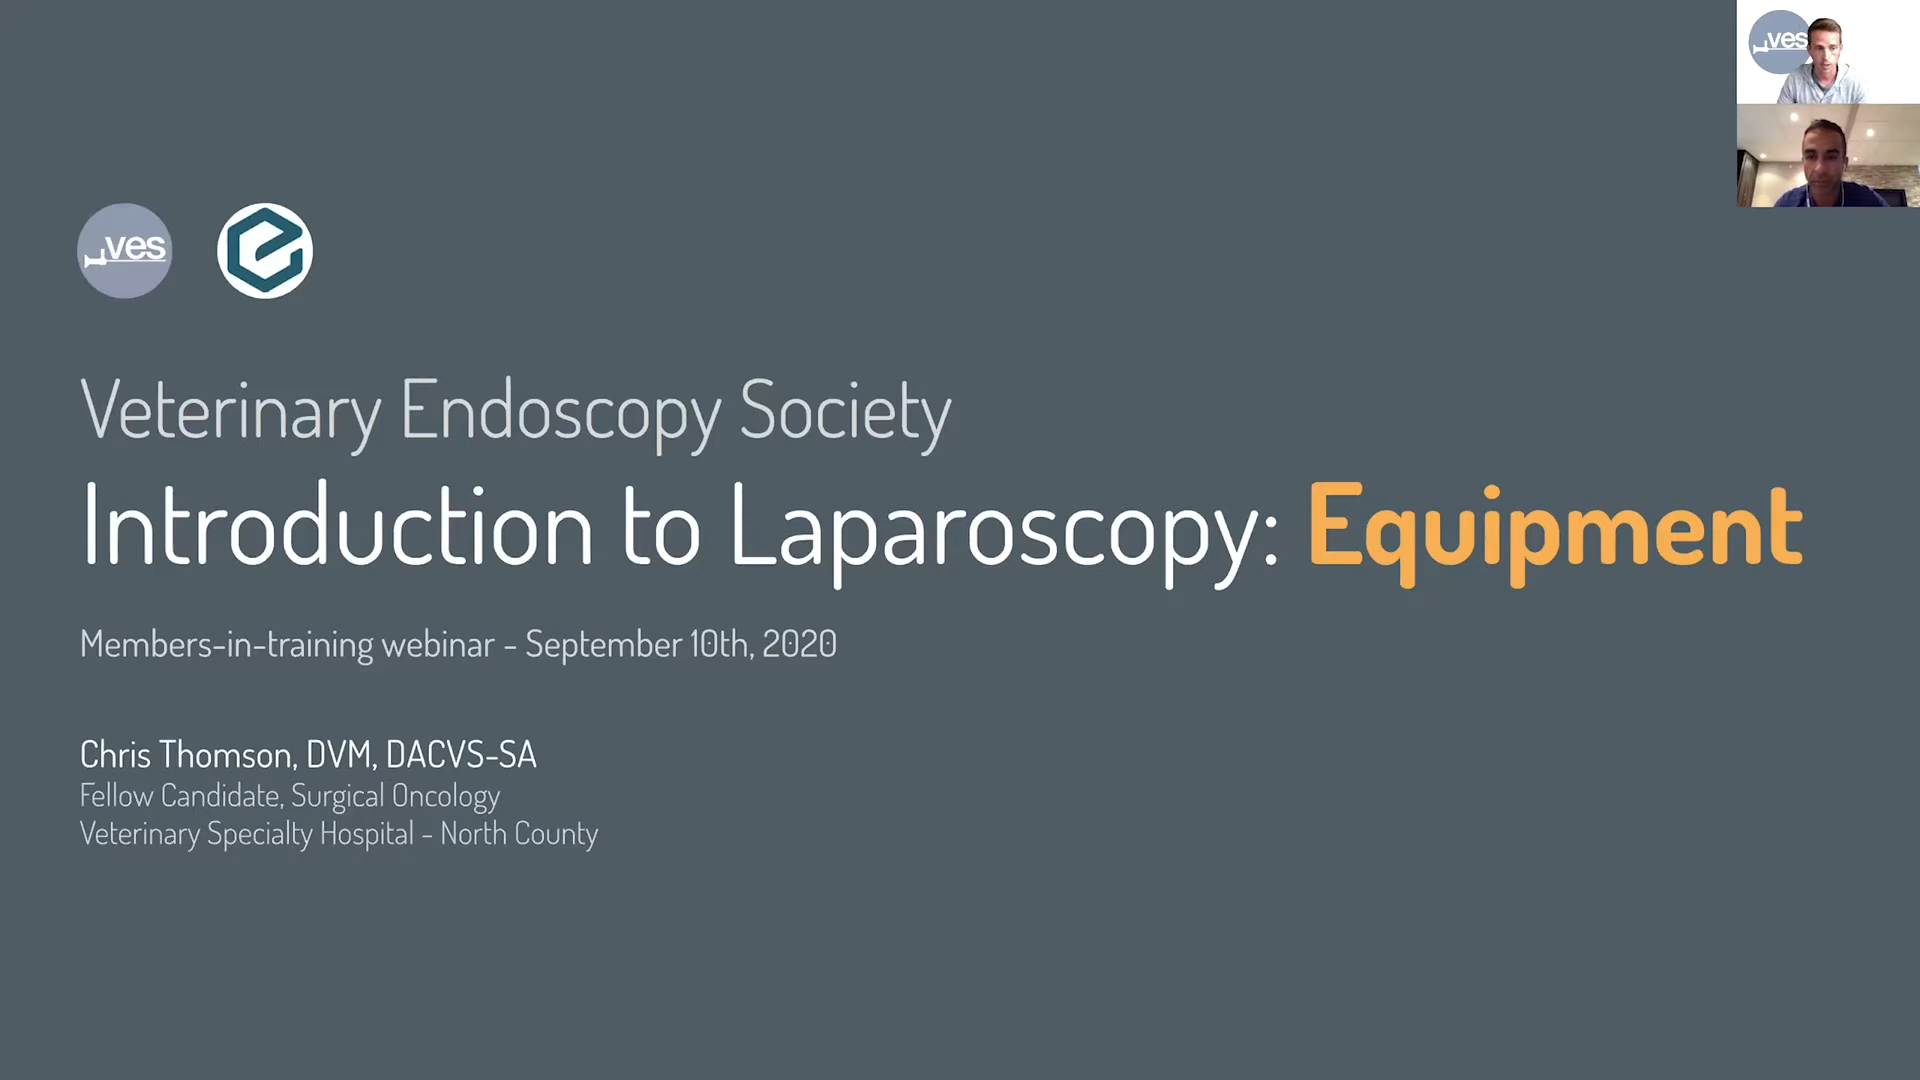 ves
ves
Veterinary Endoscopy Society
Introduction to Laparoscopy: Equipment
Members-in-training webinar - September 10th, 2020
Chris Thomson, DVM, DACVS-SA
Fellow Candidate, Surgical Oncology
Veterinary Specialty Hospital - North County